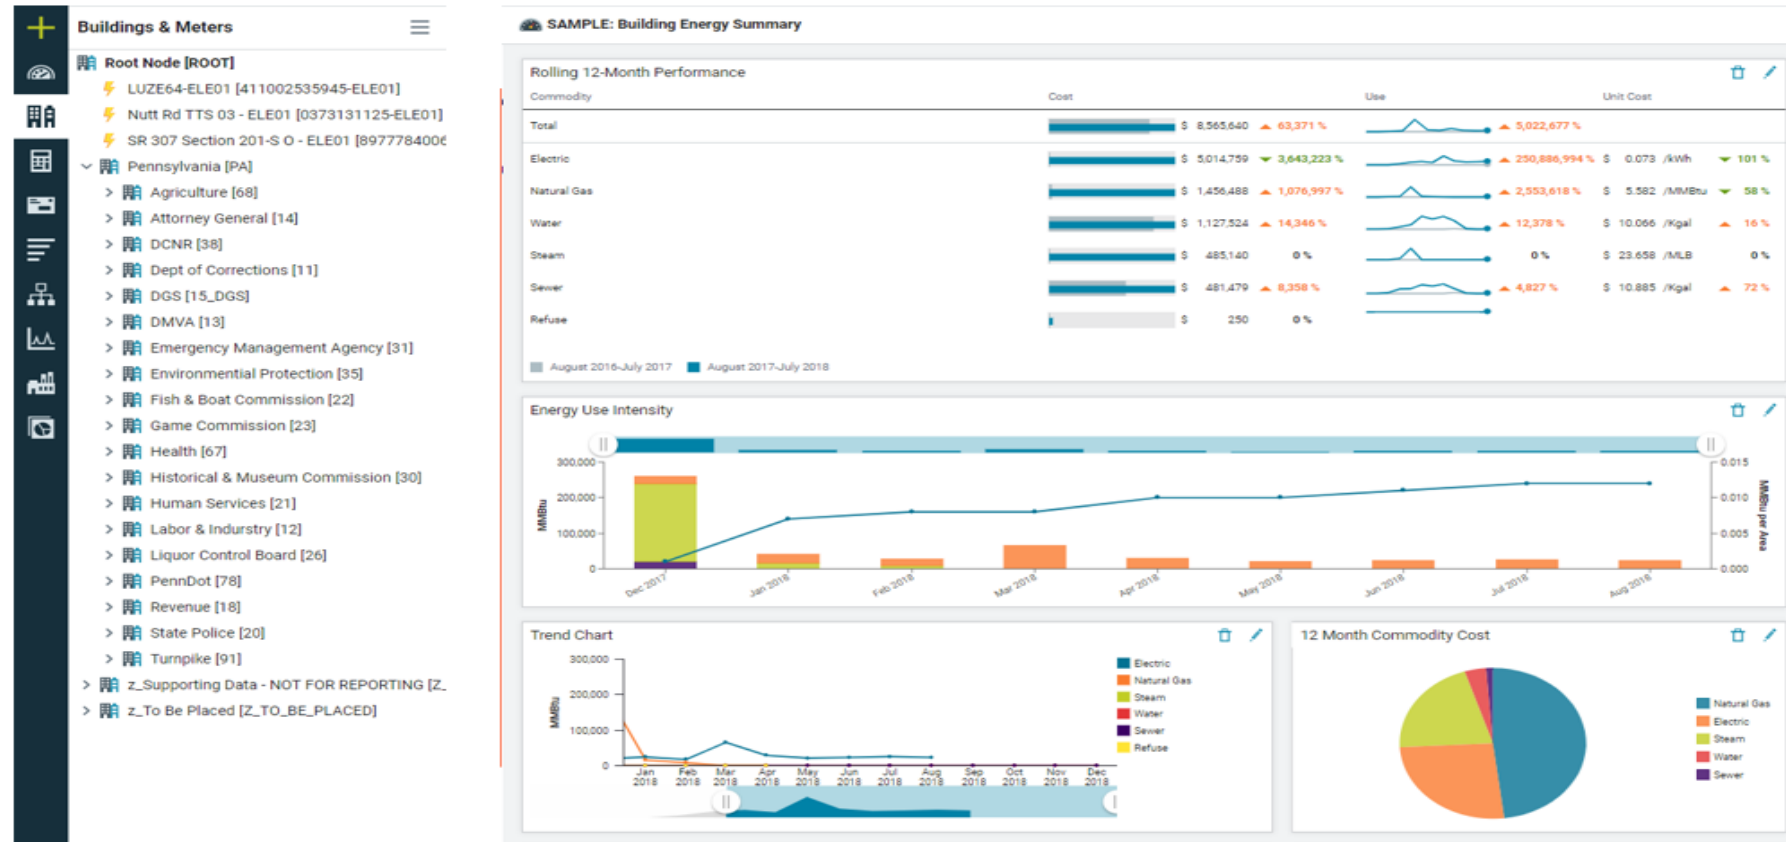 Buildings & Meters
Root Node [ROOT]
LUZE64-ELE01 [411002535945-ELE01]
Nutt Rd TTS 03 - ELE01 [0373131125-ELE01]
SR 307 Section 201-S O - ELE01 [8977784006
Pennsylvania [PA]
Agriculture [68]
Attorney General [14]
DCNR [38]
Dept of Corrections [11]
DGS [15_DGS]
DMVA [13]
Emergency Management Agency [31]
Environmential Protection [35]
Fish & Boat Commission [22]
Game Commission [23]
Health [67]
Historical & Museum Commission [30]
Human Services [21]
Labor & Indurstry [12]
Liquor Control Board [26]
PennDot [78]
Revenue [18]
State Police [20]
Turnpike [91]
z_Supporting Data - NOT FOR REPORTING [Z_
z_To Be Placed [Z_TO_BE_PLACED]
SAMPLE: Building Energy Summary
Rolling 12-Month Performance
Commodity Cost Use Unit Cost
Total $ 8,565,640 63,371 % 5,022,677 %
Electric $ 5,014,759 3,643,223 % 250,886,994 % $ 0.073 /kWh 101 %
Natural Gas $ 1,456,488 1,076,997 % 2,553,618 % $ 5.582 /MMBtu 58 %
Water $ 1,127,524 14,346 % 12,378 % $ 10.066 /Kgal 16 %
Steam $ 485,140 0 % 0 % $ 23.658 /MLB 0 %
Sewer $ 481,479 8,358 % 4,827 % $ 10.885 /Kgal 72 %
Refuse $ 250 0 %
August 2016-July 2017 August 2017-July 2018
Energy Use Intensity
300,000
200,000
100,000
0
MMBtu
0.015
0.010
0.005
0.000
MMBtu per Area
Dec 2017 Jan 2018 Feb 2018 Mar 2018 Apr 2018 May 2018 Jun 2018 Jul 2018 Aug 2018
Trend Chart
300,000
200,000
100,000
0
MMBtu
Jan Feb Mar Apr May Jun Jul Aug Sep Oct Nov Dec
2018 2018 2018 2018 2018 2018 2018 2018 2018 2018 2018 2018
Electric
Natural Gas
Steam
Water
Sewer
Refuse
12 Month Commodity Cost
Natural Gas
Electric
Steam
Water
Sewer